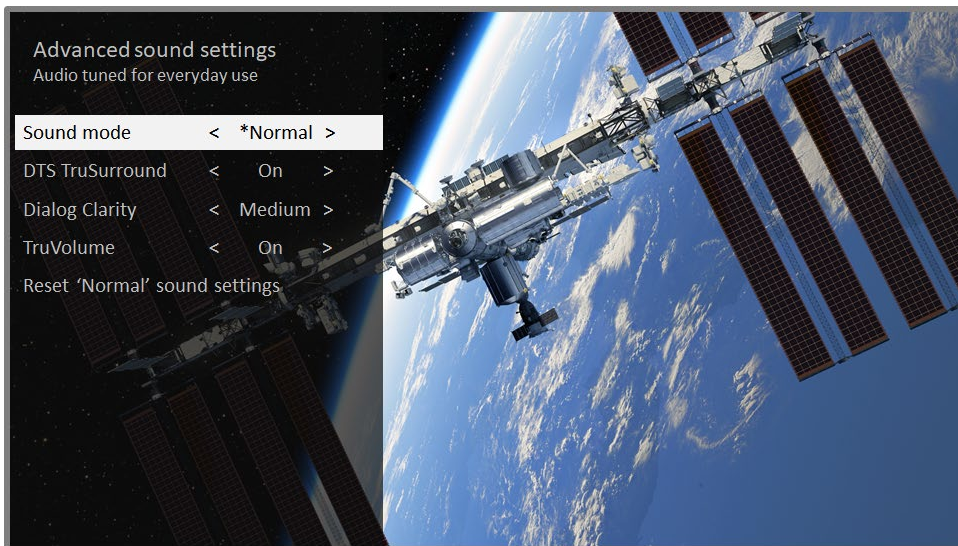 Advanced sound settings
Audio tuned for everyday use
Sound mode < *Normal >
DTS TruSurround < On >
Dialog Clarity < Medium >
TruVolume < On >
Reset ‘Normal’ sound settings